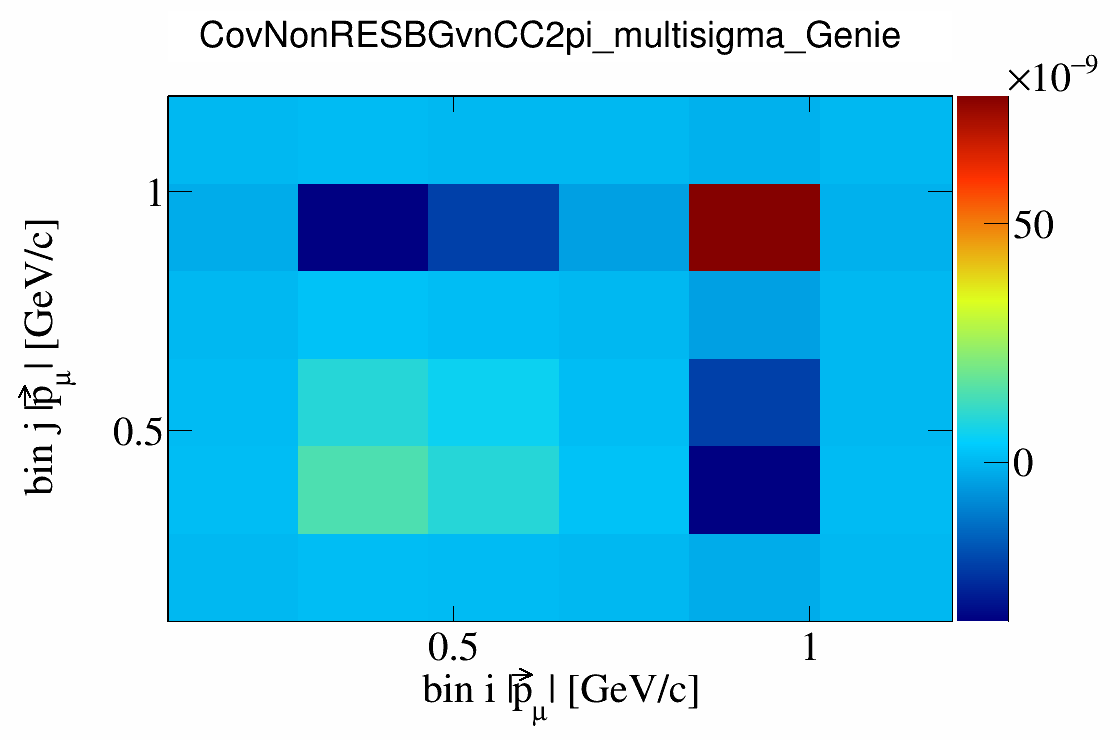 CovNonRESBGvnCC2pi_multisigma_Genie
×10⁻⁹
50
0
1
0.5
bin j |p⃗μ| [GeV/c]
0.5 1
bin i |p⃗μ| [GeV/c]